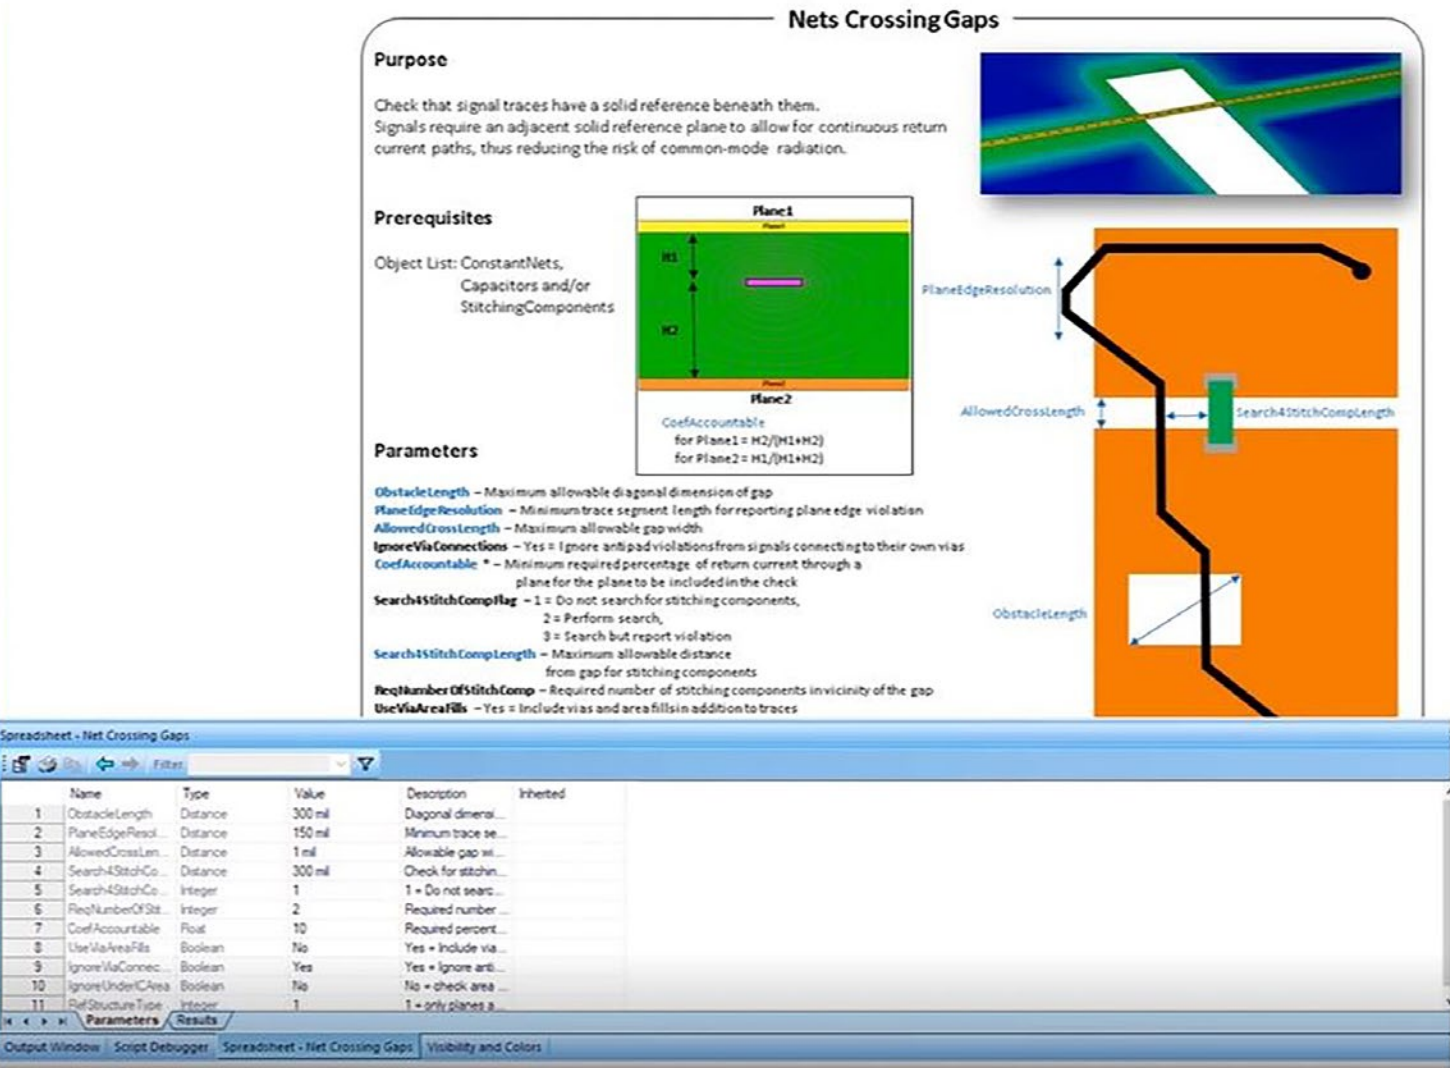 Nets Crossing Gaps
Purpose
Check that signal traces have a solid reference beneath them.
Signals require an adjacent solid reference plane to allow for continuous return
current paths, thus reducing the risk of common-mode radiation.
Prerequisites
Object List: ConstantNets,
Capacitors and/or
StitchingComponents
Plane1
Plane1
H1
H2
Plane2
Plane2
CoefAccountable
for Plane1 = H2/(H1+H2)
for Plane2 = H1/(H1+H2)
PlaneEdgeResolution
AllowedCrossLength
Search4StitchCompLength
ObstacleLength
Parameters
ObstacleLength – Maximum allowable diagonal dimension of gap
PlaneEdgeResolution – Minimum trace segment length for reporting plane edge violation
AllowedCrossLength – Maximum allowable gap width
IgnoreViaConnections – Yes = Ignore antipad violations from signals connecting to their own vias
CoefAccountable * – Minimum required percentage of return current through a
plane for the plane to be included in the check
Search4StitchCompFlag – 1 = Do not search for stitching components,
2 = Perform search,
3 = Search but report violation
Search4StitchCompLength – Maximum allowable distance
from gap for stitching components
ReqNumberOfStitchComp – Required number of stitching components in vicinity of the gap
UseViaAreaFills – Yes = Include vias and area fills in addition to traces
Spreadsheet - Net Crossing Gaps
Filter:
Name Type Value Description Inherited
1 ObstacleLength Distance 300 mil Diagonal dimensi...
2 PlaneEdgeResol... Distance 150 mil Minimum trace se...
3 AllowedCrossLen... Distance 1 mil Allowable gap wi...
4 Search4StitchCo... Distance 300 mil Check for stitchin...
5 Search4StitchCo... Integer 1 1 = Do not searc...
6 ReqNumberOfStit... Integer 2 Required number ...
7 CoefAccountable Float 10 Required percent...
8 UseViaAreaFills Boolean No Yes = Include via...
9 IgnoreViaConnec... Boolean Yes Yes = Ignore anti...
10 IgnoreUnderICArea Boolean No No = check area ...
11 RefStructureType Integer 1 1 = only planes a...
Parameters Results
Output Window Script Debugger Spreadsheet - Net Crossing Gaps Visibility and Colors